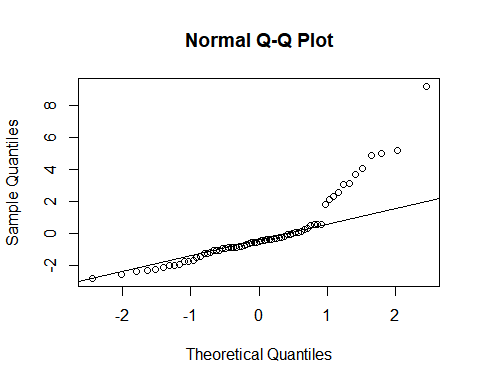 Normal Q-Q Plot
8
6
4
2
0
-2
Sample Quantiles
-2 -1 0 1 2
Theoretical Quantiles